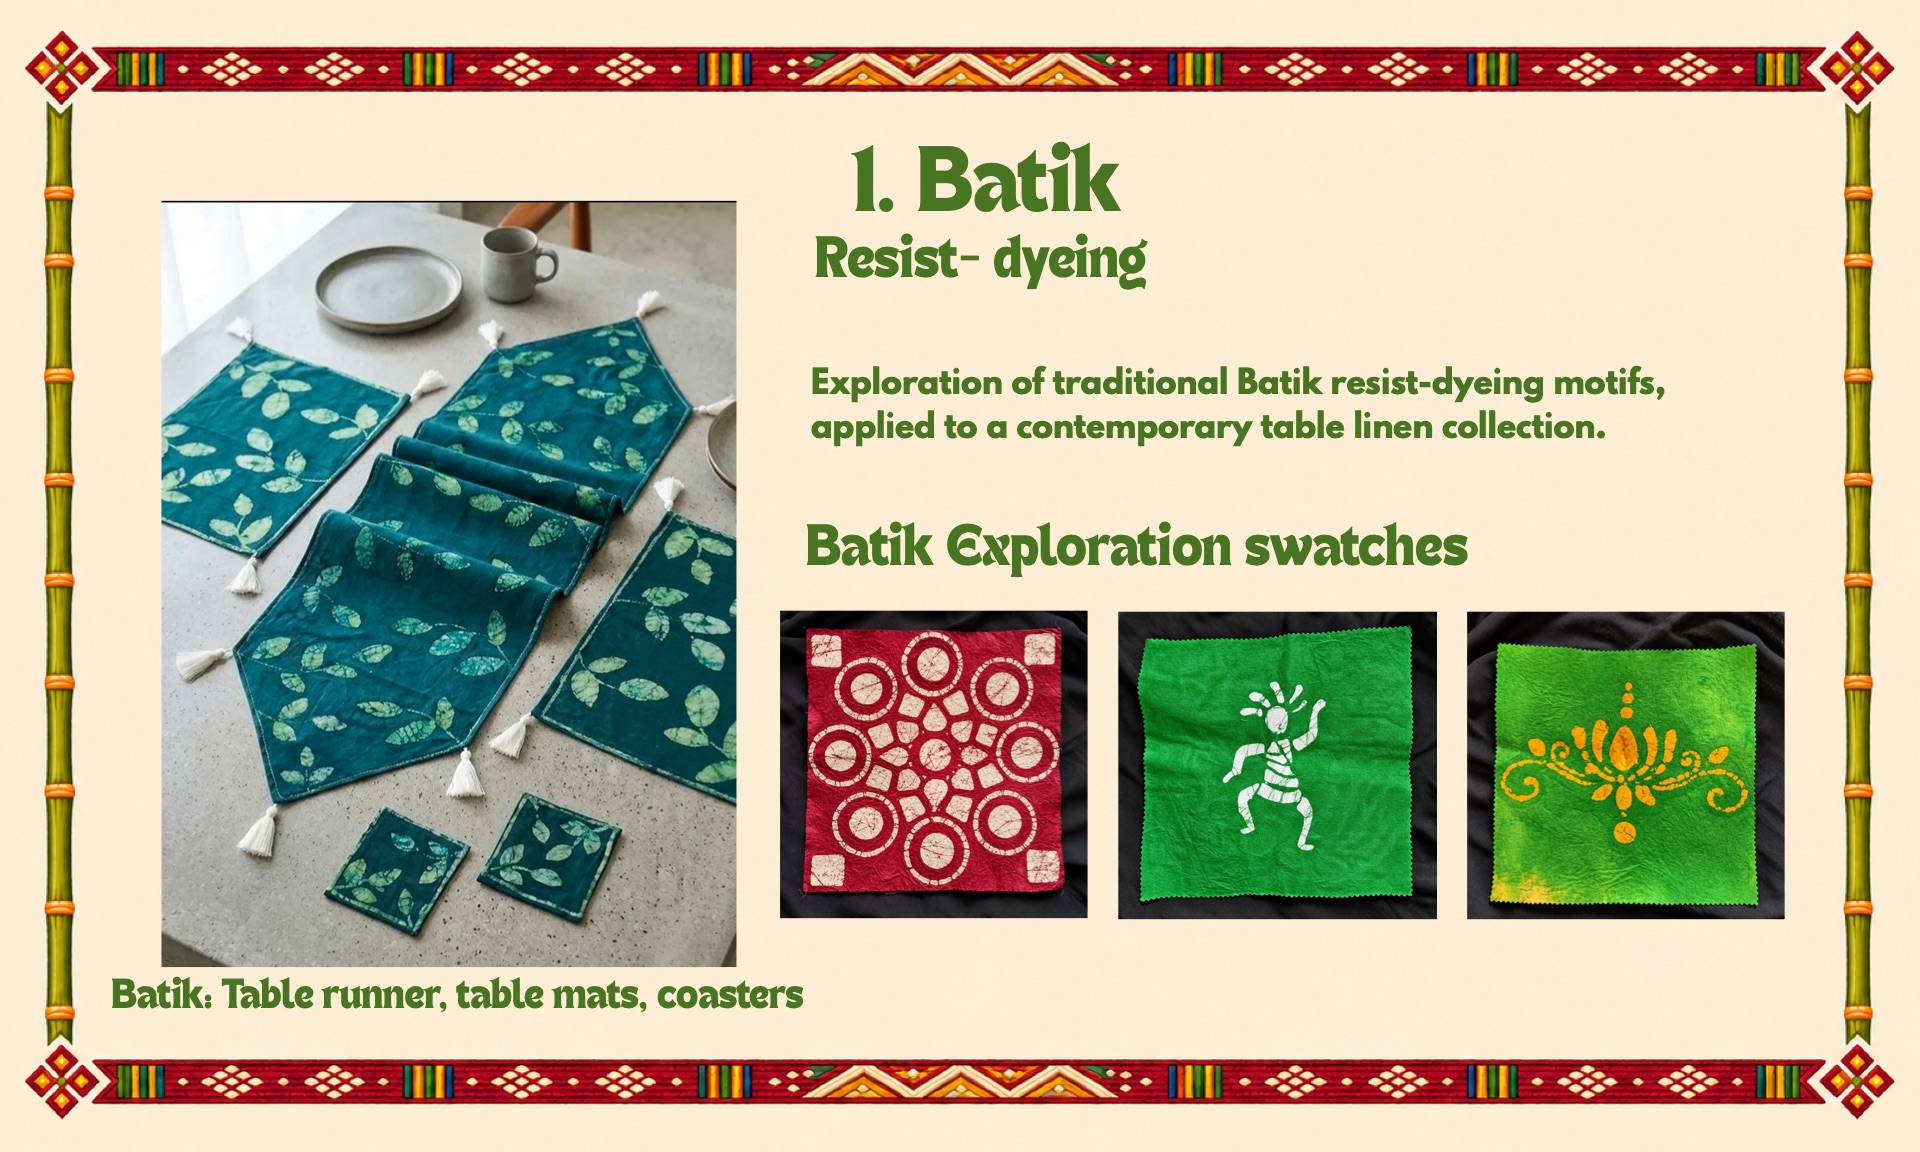 1. Batik
Resist- dyeing
Exploration of traditional Batik resist-dyeing motifs,
applied to a contemporary table linen collection.
Batik Exploration swatches
Batik: Table runner, table mats, coasters